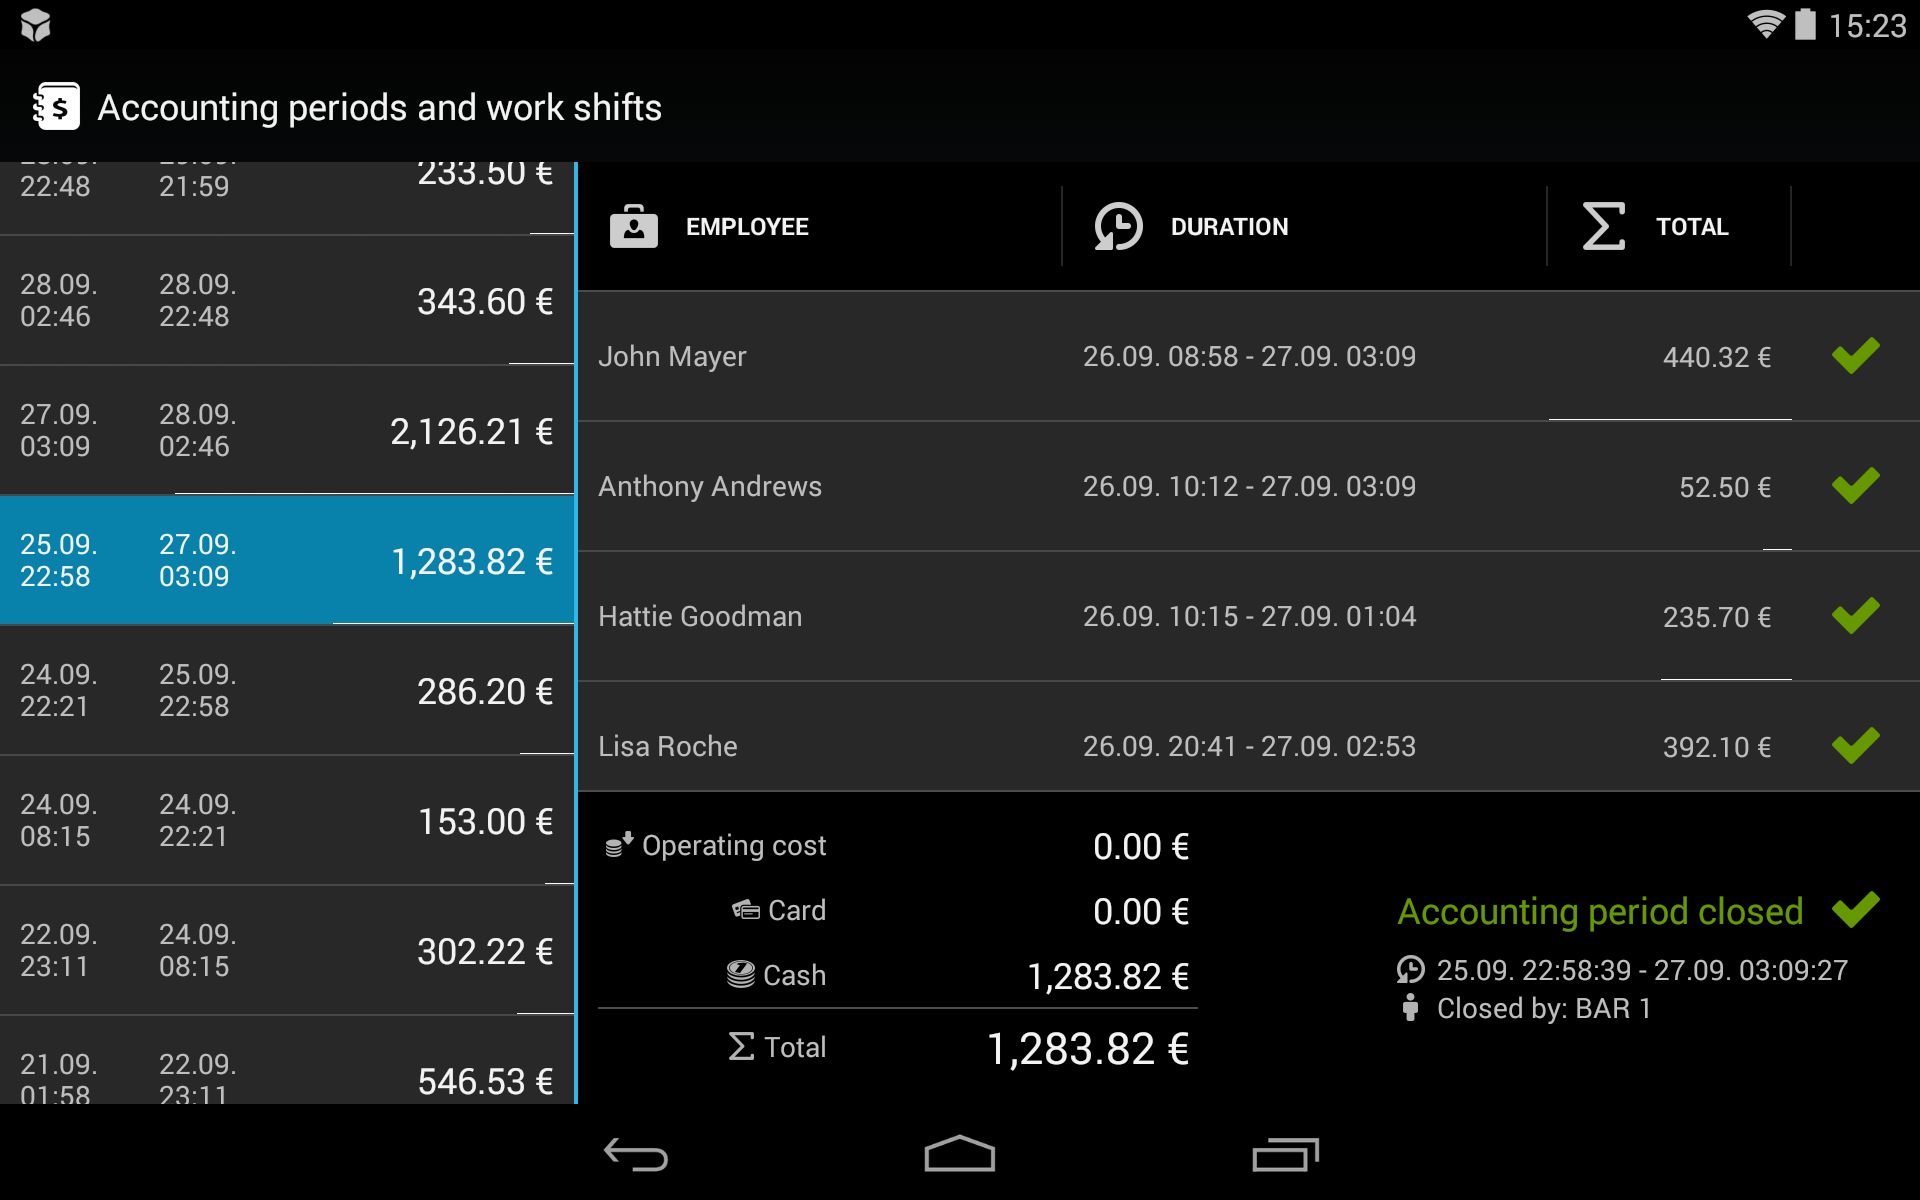 15:23
$ Accounting periods and work shifts
22:48 21:59 233.50 €
28.09. 28.09.
02:46 22:48 343.60 €
27.09. 28.09.
03:09 02:46 2,126.21 €
25.09. 27.09.
22:58 03:09 1,283.82 €
24.09. 25.09.
22:21 22:58 286.20 €
24.09. 24.09.
08:15 22:21 153.00 €
22.09. 24.09.
23:11 08:15 302.22 €
21.09. 22.09.
01:58 23:11 546.53 €
EMPLOYEE DURATION TOTAL
John Mayer 26.09. 08:58 - 27.09. 03:09 440.32 €
Anthony Andrews 26.09. 10:12 - 27.09. 03:09 52.50 €
Hattie Goodman 26.09. 10:15 - 27.09. 01:04 235.70 €
Lisa Roche 26.09. 20:41 - 27.09. 02:53 392.10 €
Operating cost 0.00 €
Card 0.00 €
Cash 1,283.82 €
Total 1,283.82 €
Accounting period closed
25.09. 22:58:39 - 27.09. 03:09:27
Closed by: BAR 1